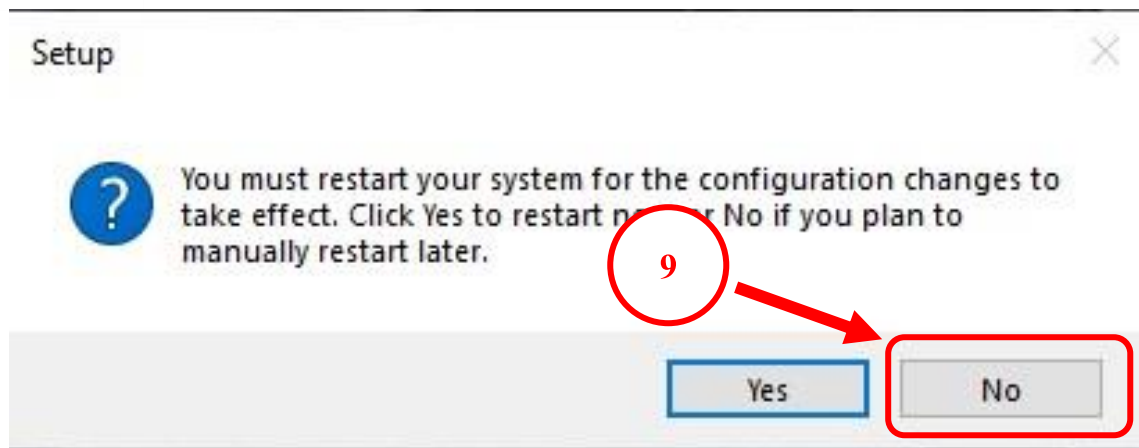 Setup
You must restart your system for the configuration changes to
take effect. Click Yes to restart No if you plan to
manually restart later.
9
Yes
No